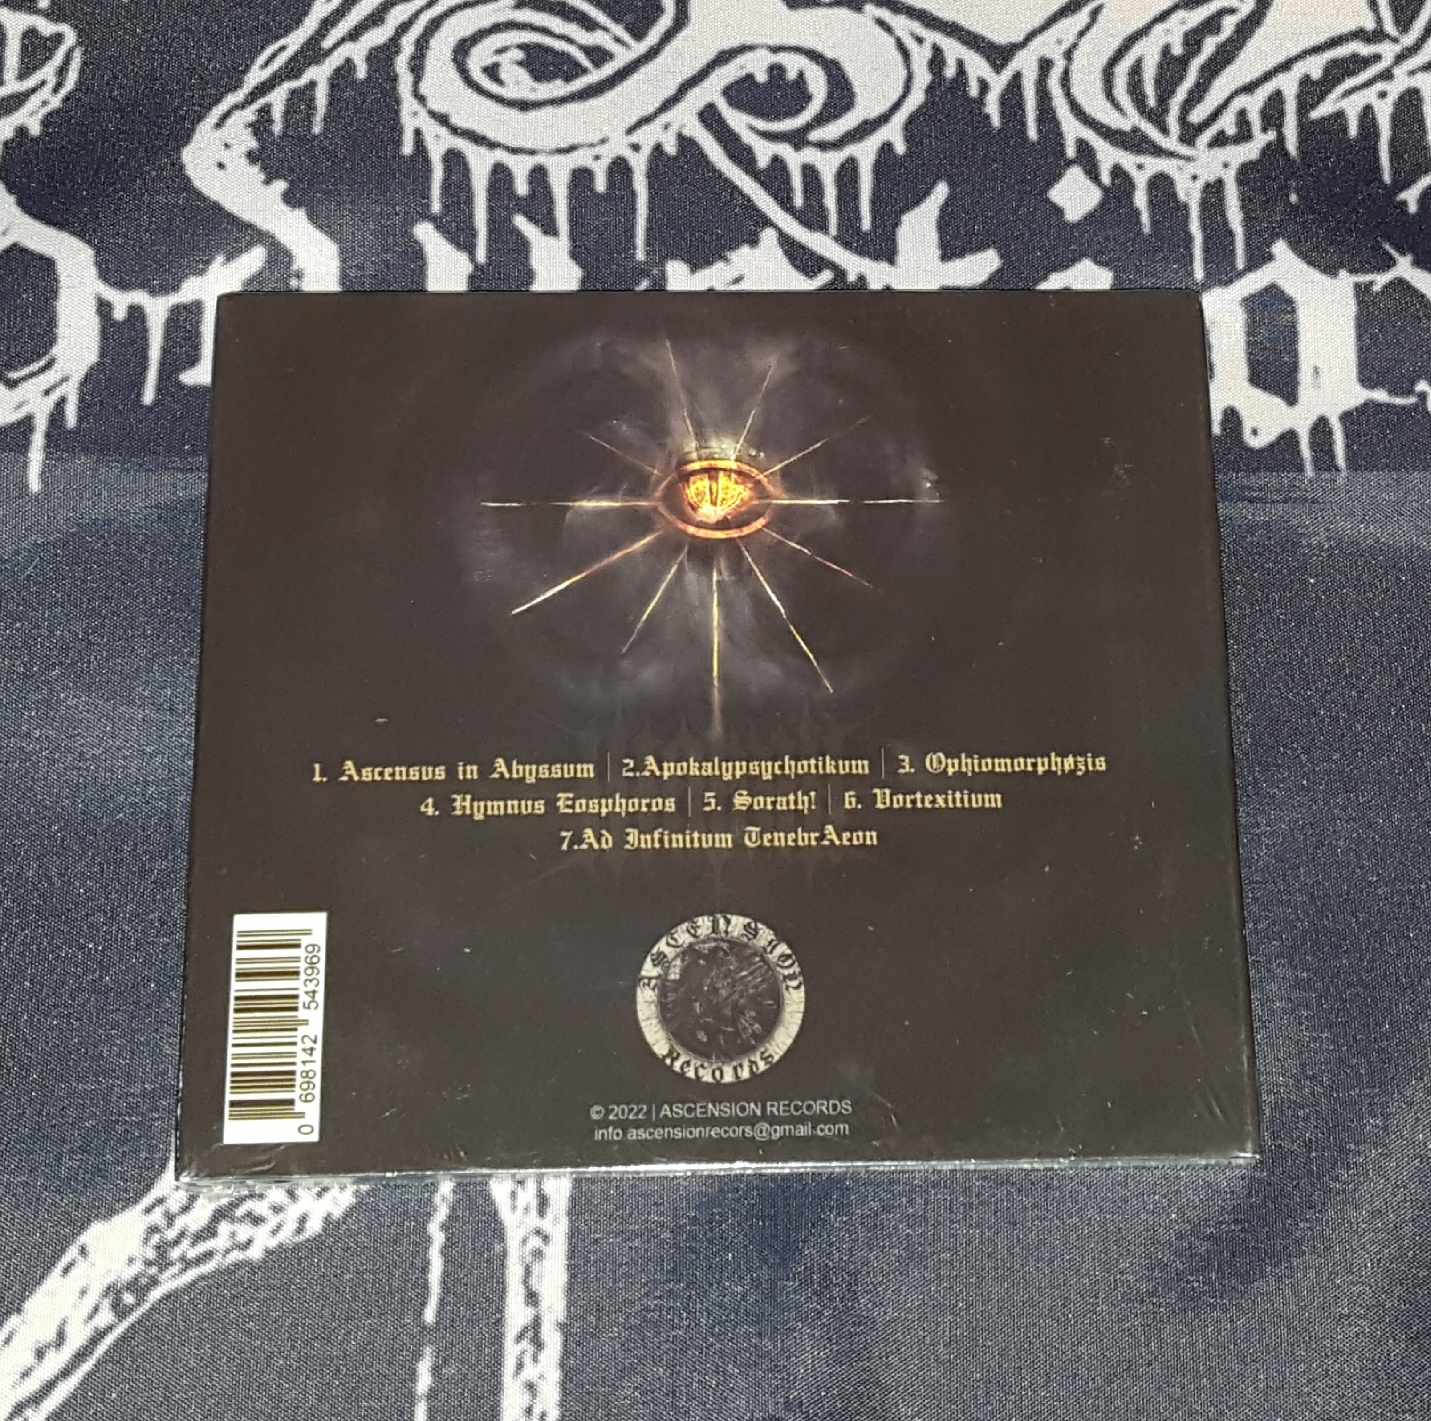 1. Ascensus in Abyssum | 2.Apokalypsychotikum | 3. Ophiomorphøzis
4. Hymnus Eosphoros | 5. Sorath! | 6. Vortexitium
7.Ad Infinitum TenebrAeon
ASCENSION
Records
0 698142 543969
© 2022 | ASCENSION RECORDS
info.ascensionrecors@gmail.com